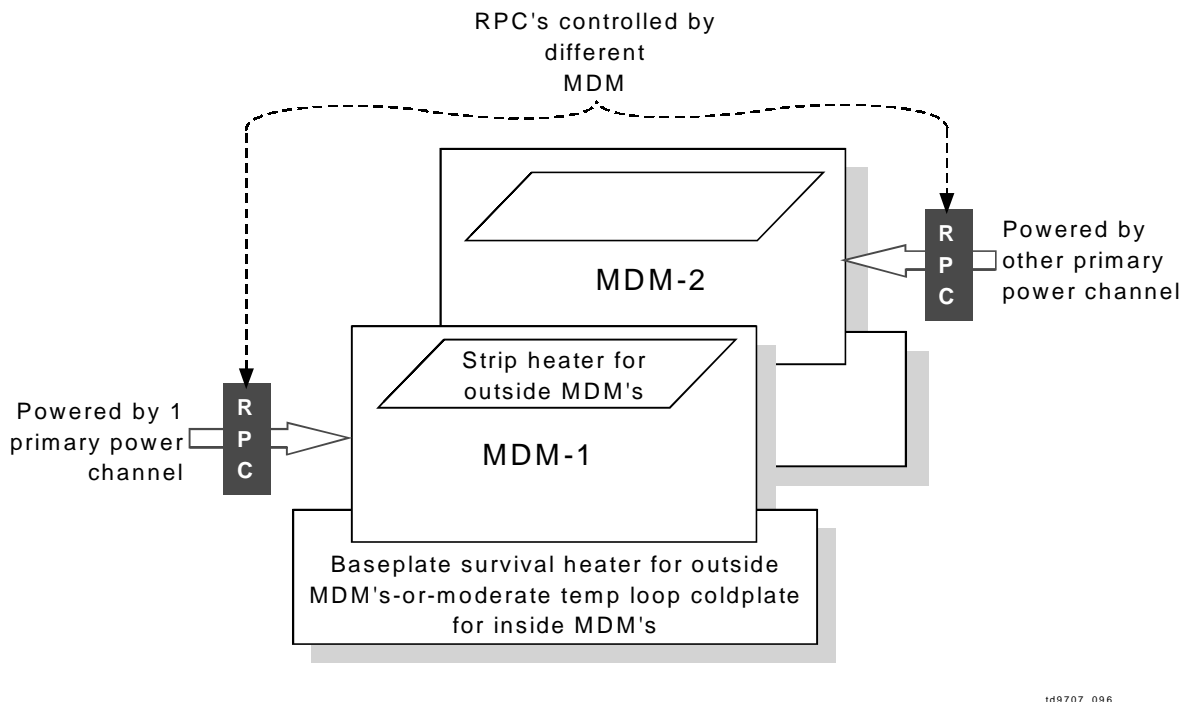 RPC's controlled by
different
MDM
MDM-2
R
P
C
Powered by
other primary
power channel
Strip heater for
outside MDM's
MDM-1
Powered by 1
primary power
channel
R
P
C
Baseplate survival heater for outside
MDM's-or-moderate temp loop coldplate
for inside MDM's
td9707_096